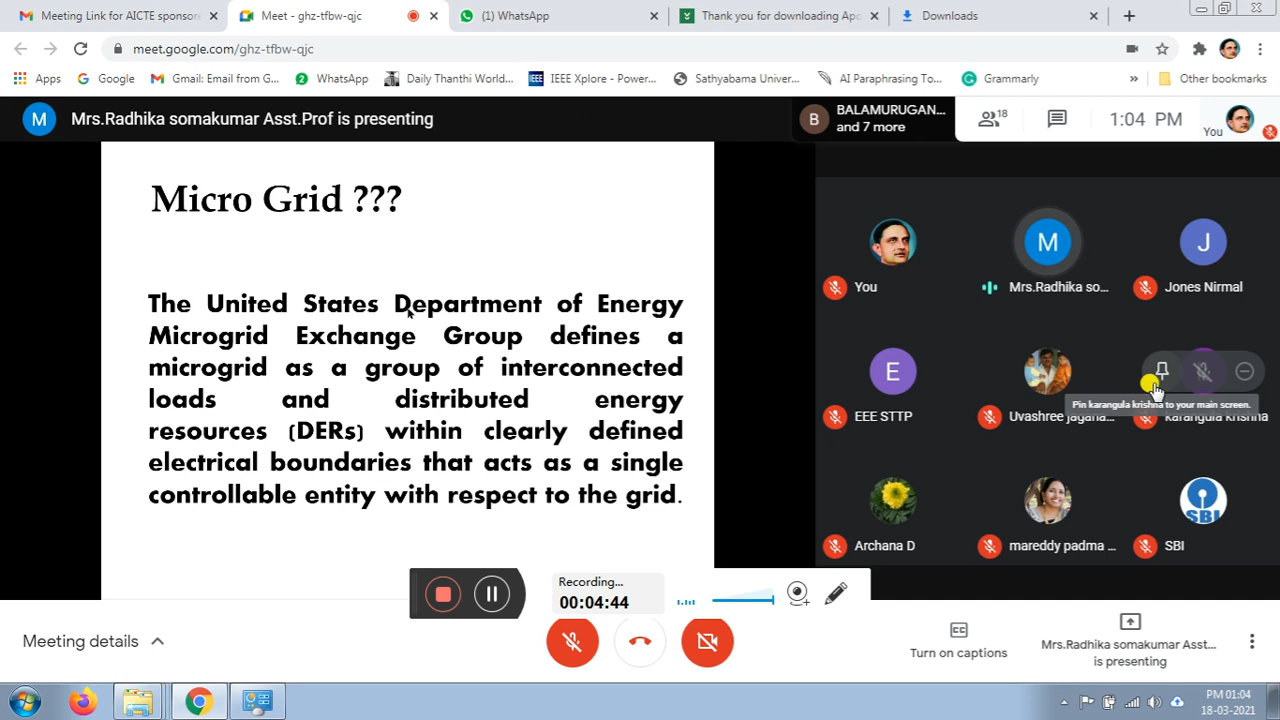 Meeting Link for AICTE sponsore
Meet - ghz-tfbw-qjc
(1) WhatsApp
Thank you for downloading Apo
Downloads
meet.google.com/ghz-tfbw-qjc
Apps
Google
Gmail: Email from G...
WhatsApp
Daily Thanthi World...
IEEE Xplore - Power...
Sathyabama Univer...
AI Paraphrasing To...
Grammarly
Other bookmarks
M
Mrs.Radhika somakumar Asst.Prof is presenting
B
BALAMURUGAN...
and 7 more
18
1:04 PM
You
Micro Grid ???
The United States Department of Energy
Microgrid Exchange Group defines a
microgrid as a group of interconnected
loads and distributed energy
resources (DERs) within clearly defined
electrical boundaries that acts as a single
controllable entity with respect to the grid.
M
J
You
Mrs.Radhika so...
Jones Nirmal
E
Pin karangula krishna to your main screen.
EEE STTP
Uvashree jagana...
karangula krishna
SBI
Archana D
mareddy padma ...
SBI
Recording...
00:04:44
Meeting details
Turn on captions
Mrs.Radhika somakumar Asst...
is presenting
PM 01:04
18-03-2021